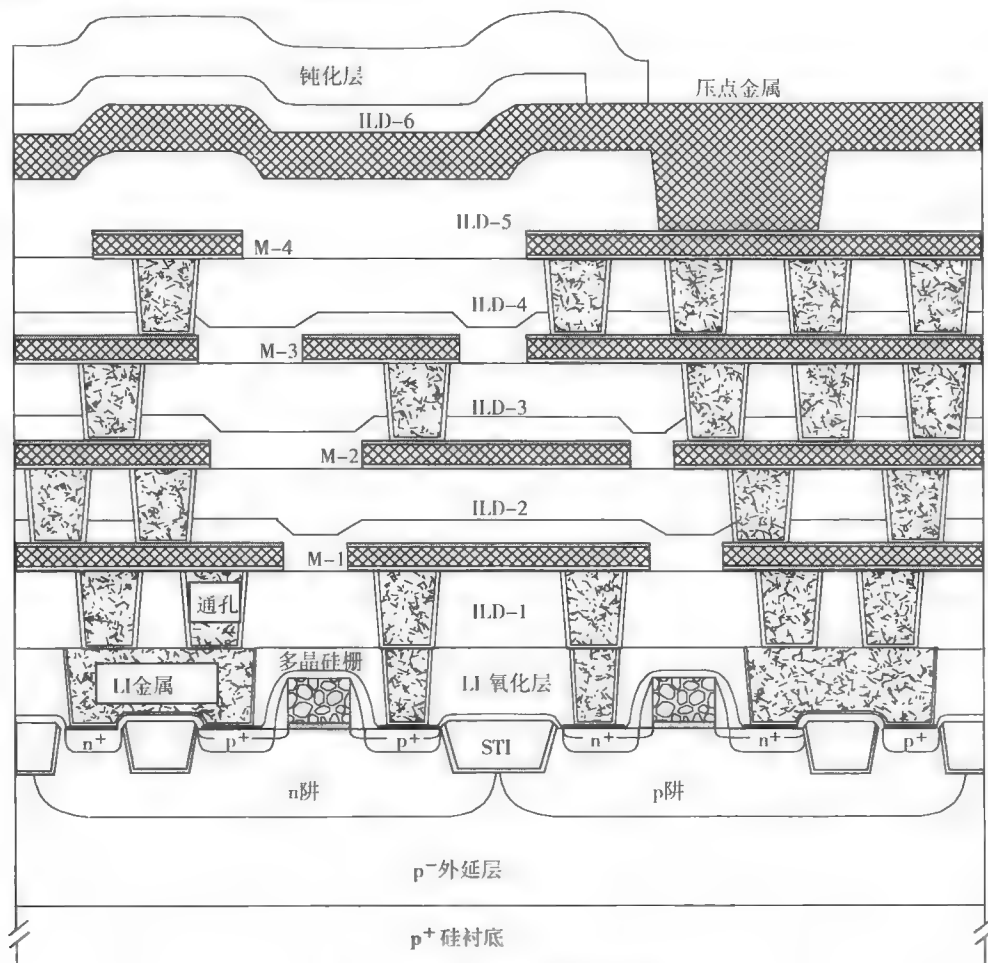 钝化层
压点金属
ILD-6
ILD-5
M-4
ILD-4
M-3
ILD-3
M-2
ILD-2
M-1
通孔
ILD-1
多晶硅栅
LI金属
LI 氧化层
n⁺
p⁺
p⁺
STI
n⁺
n⁺
p⁺
n阱
p阱
p⁻外延层
p⁺硅衬底